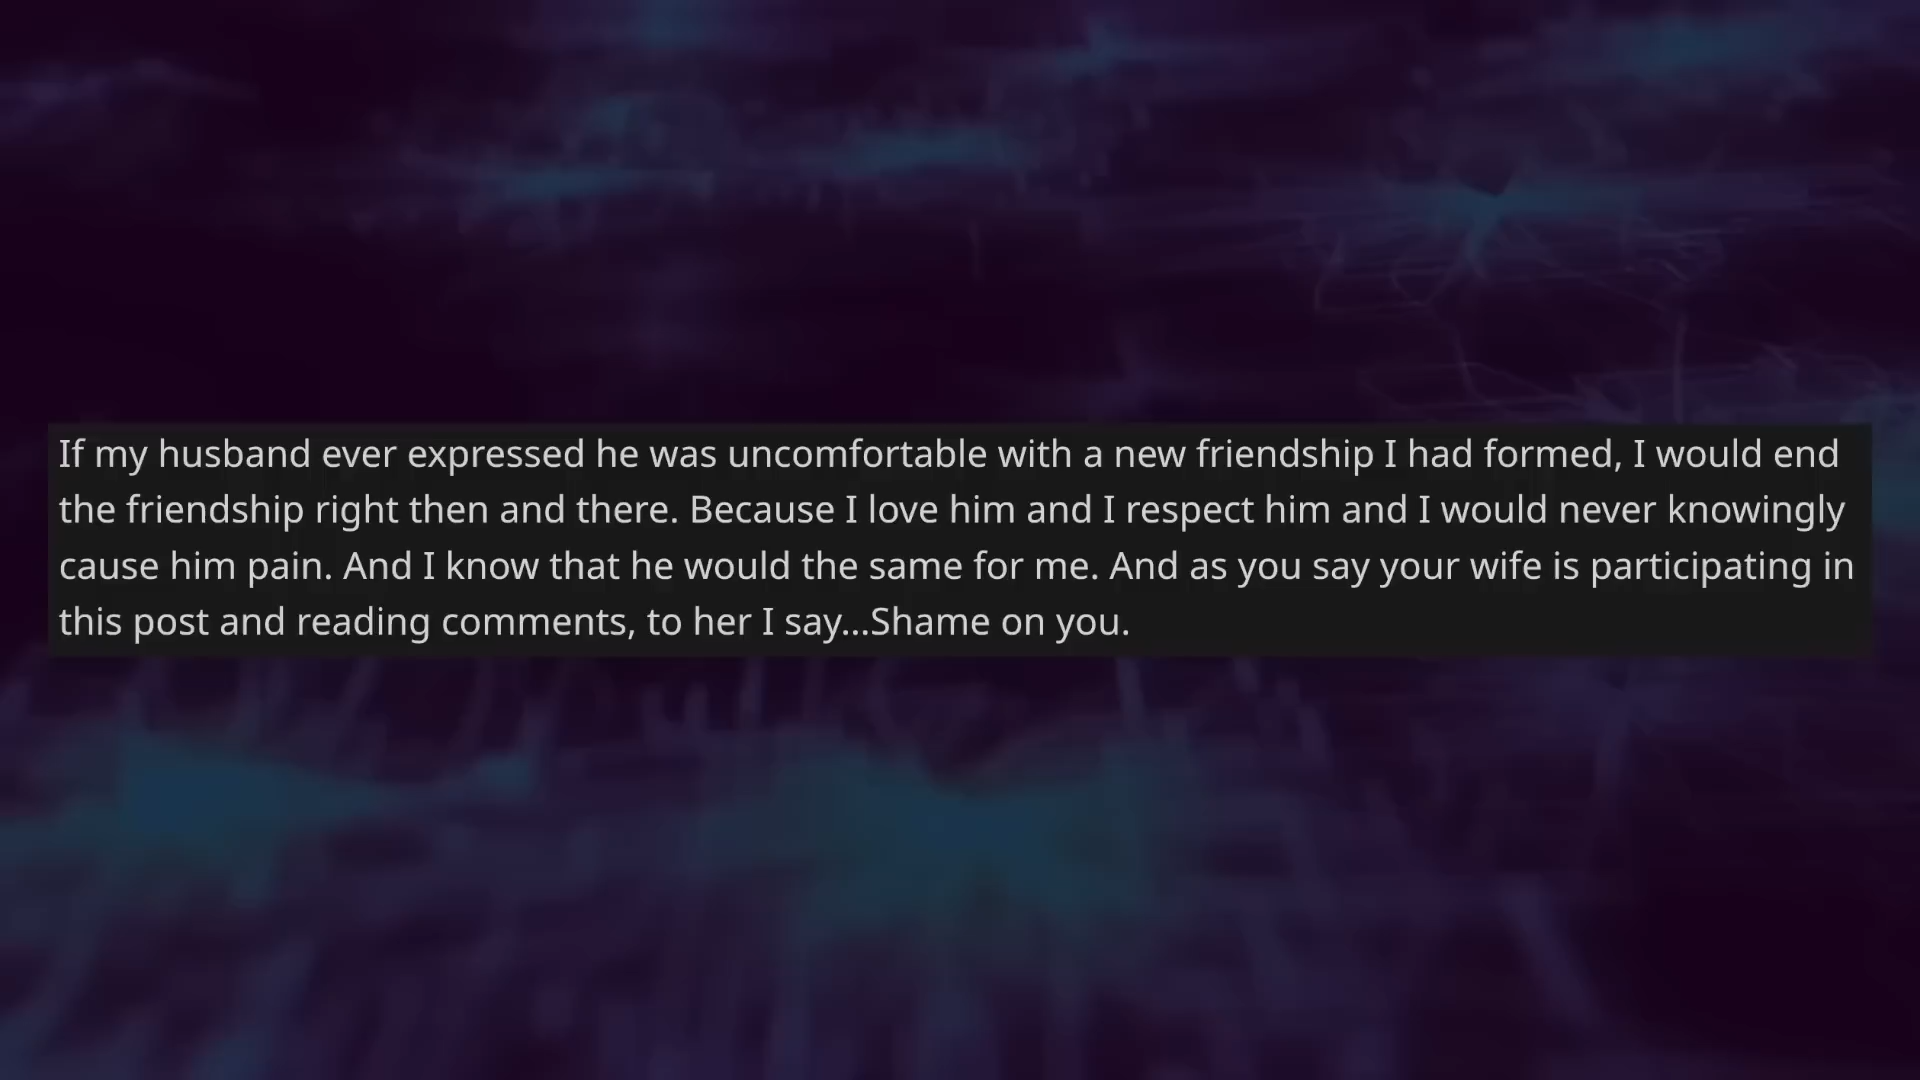 If my husband ever expressed he was uncomfortable with a new friendship I had formed, I would end
the friendship right then and there. Because I love him and I respect him and I would never knowingly
cause him pain. And I know that he would the same for me. And as you say your wife is participating in
this post and reading comments, to her I say...Shame on you.